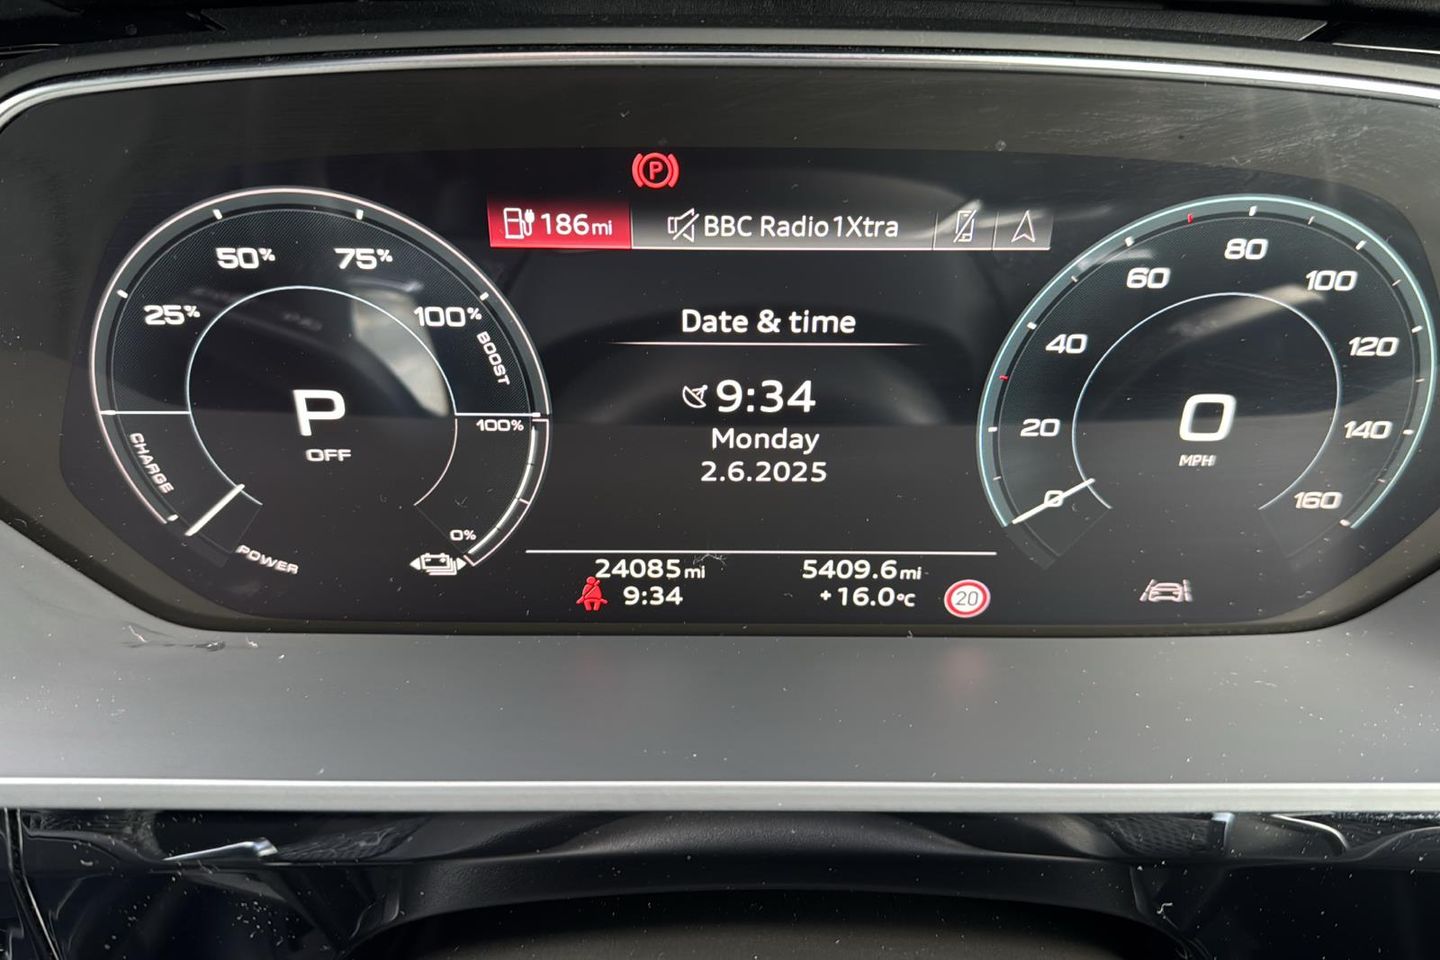 P
186mi BBC Radio 1Xtra
50% 75%
25% 100%
BOOST
P
OFF
100%
CHARGE
0%
POWER
Date & time
9:34
Monday
2.6.2025
24085mi 5409.6mi
9:34 +16.0°C
20
80
60 100
40 120
20 140
0 160
0
MPH